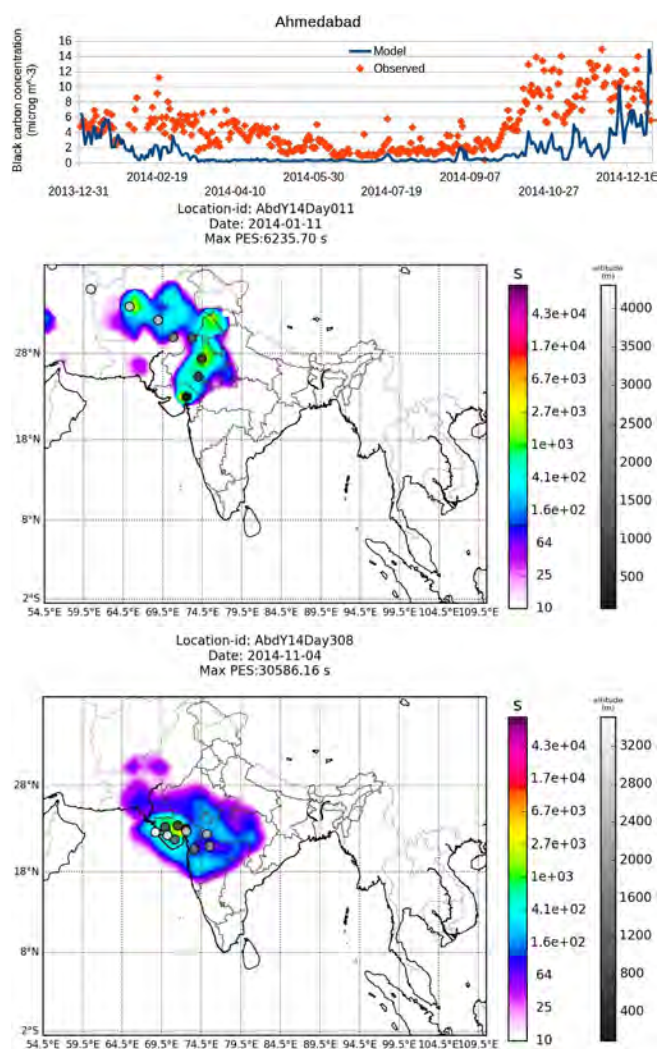 Ahmedabad
Black carbon concentration
(microg m^-3)
16
14
12
10
8
6
4
2
0
Model
Observed
2013-12-31
2014-02-19
2014-04-10
2014-05-30
2014-07-19
2014-09-07
2014-10-27
2014-12-16
Location-id: AbdY14Day011
Date: 2014-01-11
Max PES:6235.70 s
28°N
18°N
8°N
2°S
54.5°E 59.5°E 64.5°E 69.5°E 74.5°E 79.5°E 84.5°E 89.5°E 94.5°E 99.5°E 104.5°E 109.5°E
S
4.3e+04
1.7e+04
6.7e+03
2.7e+03
1e+03
4.1e+02
1.6e+02
64
25
10
altitude
(m)
4000
3500
3000
2500
2000
1500
1000
500
Location-id: AbdY14Day308
Date: 2014-11-04
Max PES:30586.16 s
28°N
18°N
8°N
2°S
54.5°E 59.5°E 64.5°E 69.5°E 74.5°E 79.5°E 84.5°E 89.5°E 94.5°E 99.5°E 104.5°E 109.5°E
S
4.3e+04
1.7e+04
6.7e+03
2.7e+03
1e+03
4.1e+02
1.6e+02
64
25
10
altitude
(m)
3200
2800
2400
2000
1600
1200
800
400